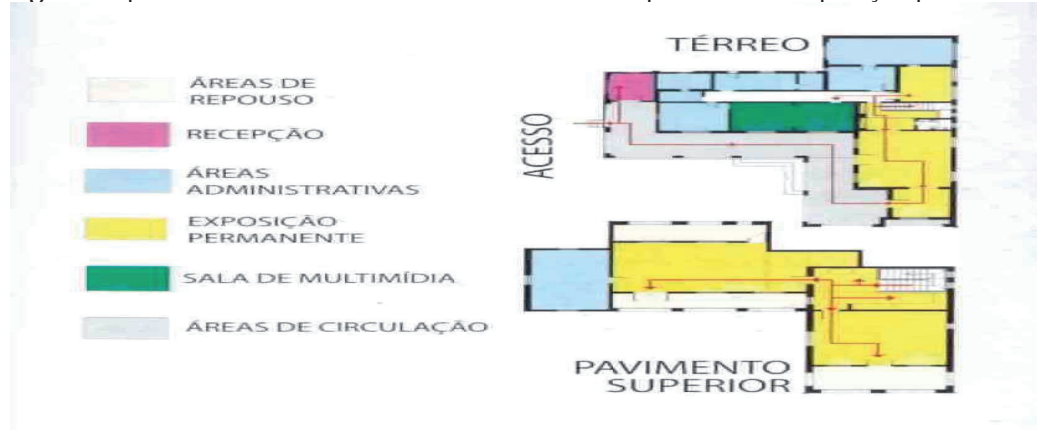 ÁREAS DE
REPOUSO
RECEPÇÃO
ÁREAS
ADMINISTRATIVAS
EXPOSIÇÃO
PERMANENTE
SALA DE MULTIMÍDIA
ÁREAS DE CIRCULAÇÃO
TÉRREO
ACESSO
PAVIMENTO
SUPERIOR